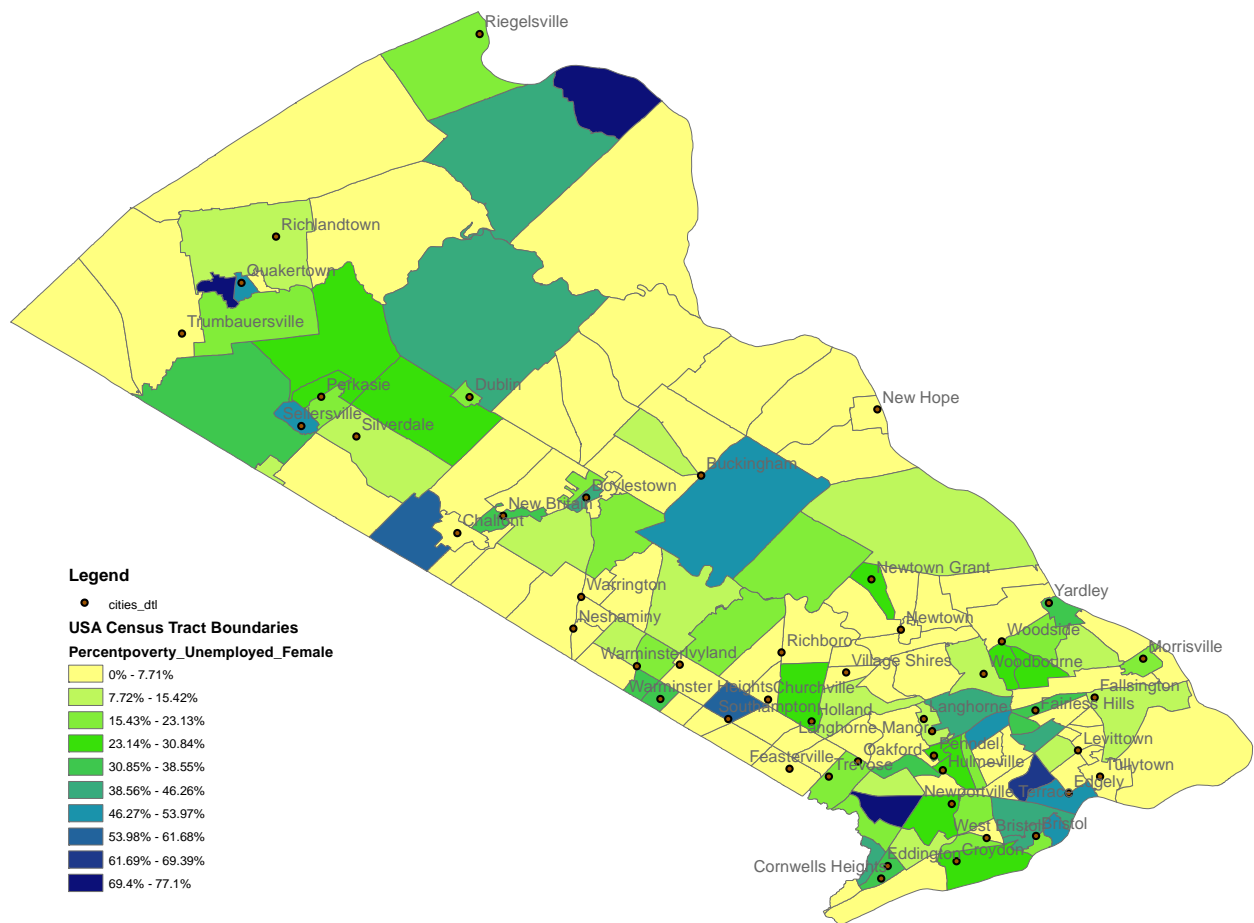 Riegelsville
Richlandtown
Quakertown
Trumbauersville
Perkasie
Dublin
Sellersville
Silverdale
New Hope
Buckingham
Doylestown
New Britain
Chalfont
Newtown Grant
Warrington
Yardley
Neshaminy
Newtown
Woodside
Richboro
Morrisville
Warminster
Ivyland
Village Shires
Woodbourne
Warminster Heights
Churchville
Fallsington
Southampton
Holland
Langhorne
Fairless Hills
Langhorne Manor
Feasterville
Trevose
Oakford
Penndel
Levittown
Hulmeville
Tullytown
Edgely
Newportville Terrace
West Bristol
Bristol
Eddington
Croydon
Cornwells Heights
Legend
cities_dtl
USA Census Tract Boundaries
Percentpoverty_Unemployed_Female
0% - 7.71%
7.72% - 15.42%
15.43% - 23.13%
23.14% - 30.84%
30.85% - 38.55%
38.56% - 46.26%
46.27% - 53.97%
53.98% - 61.68%
61.69% - 69.39%
69.4% - 77.1%